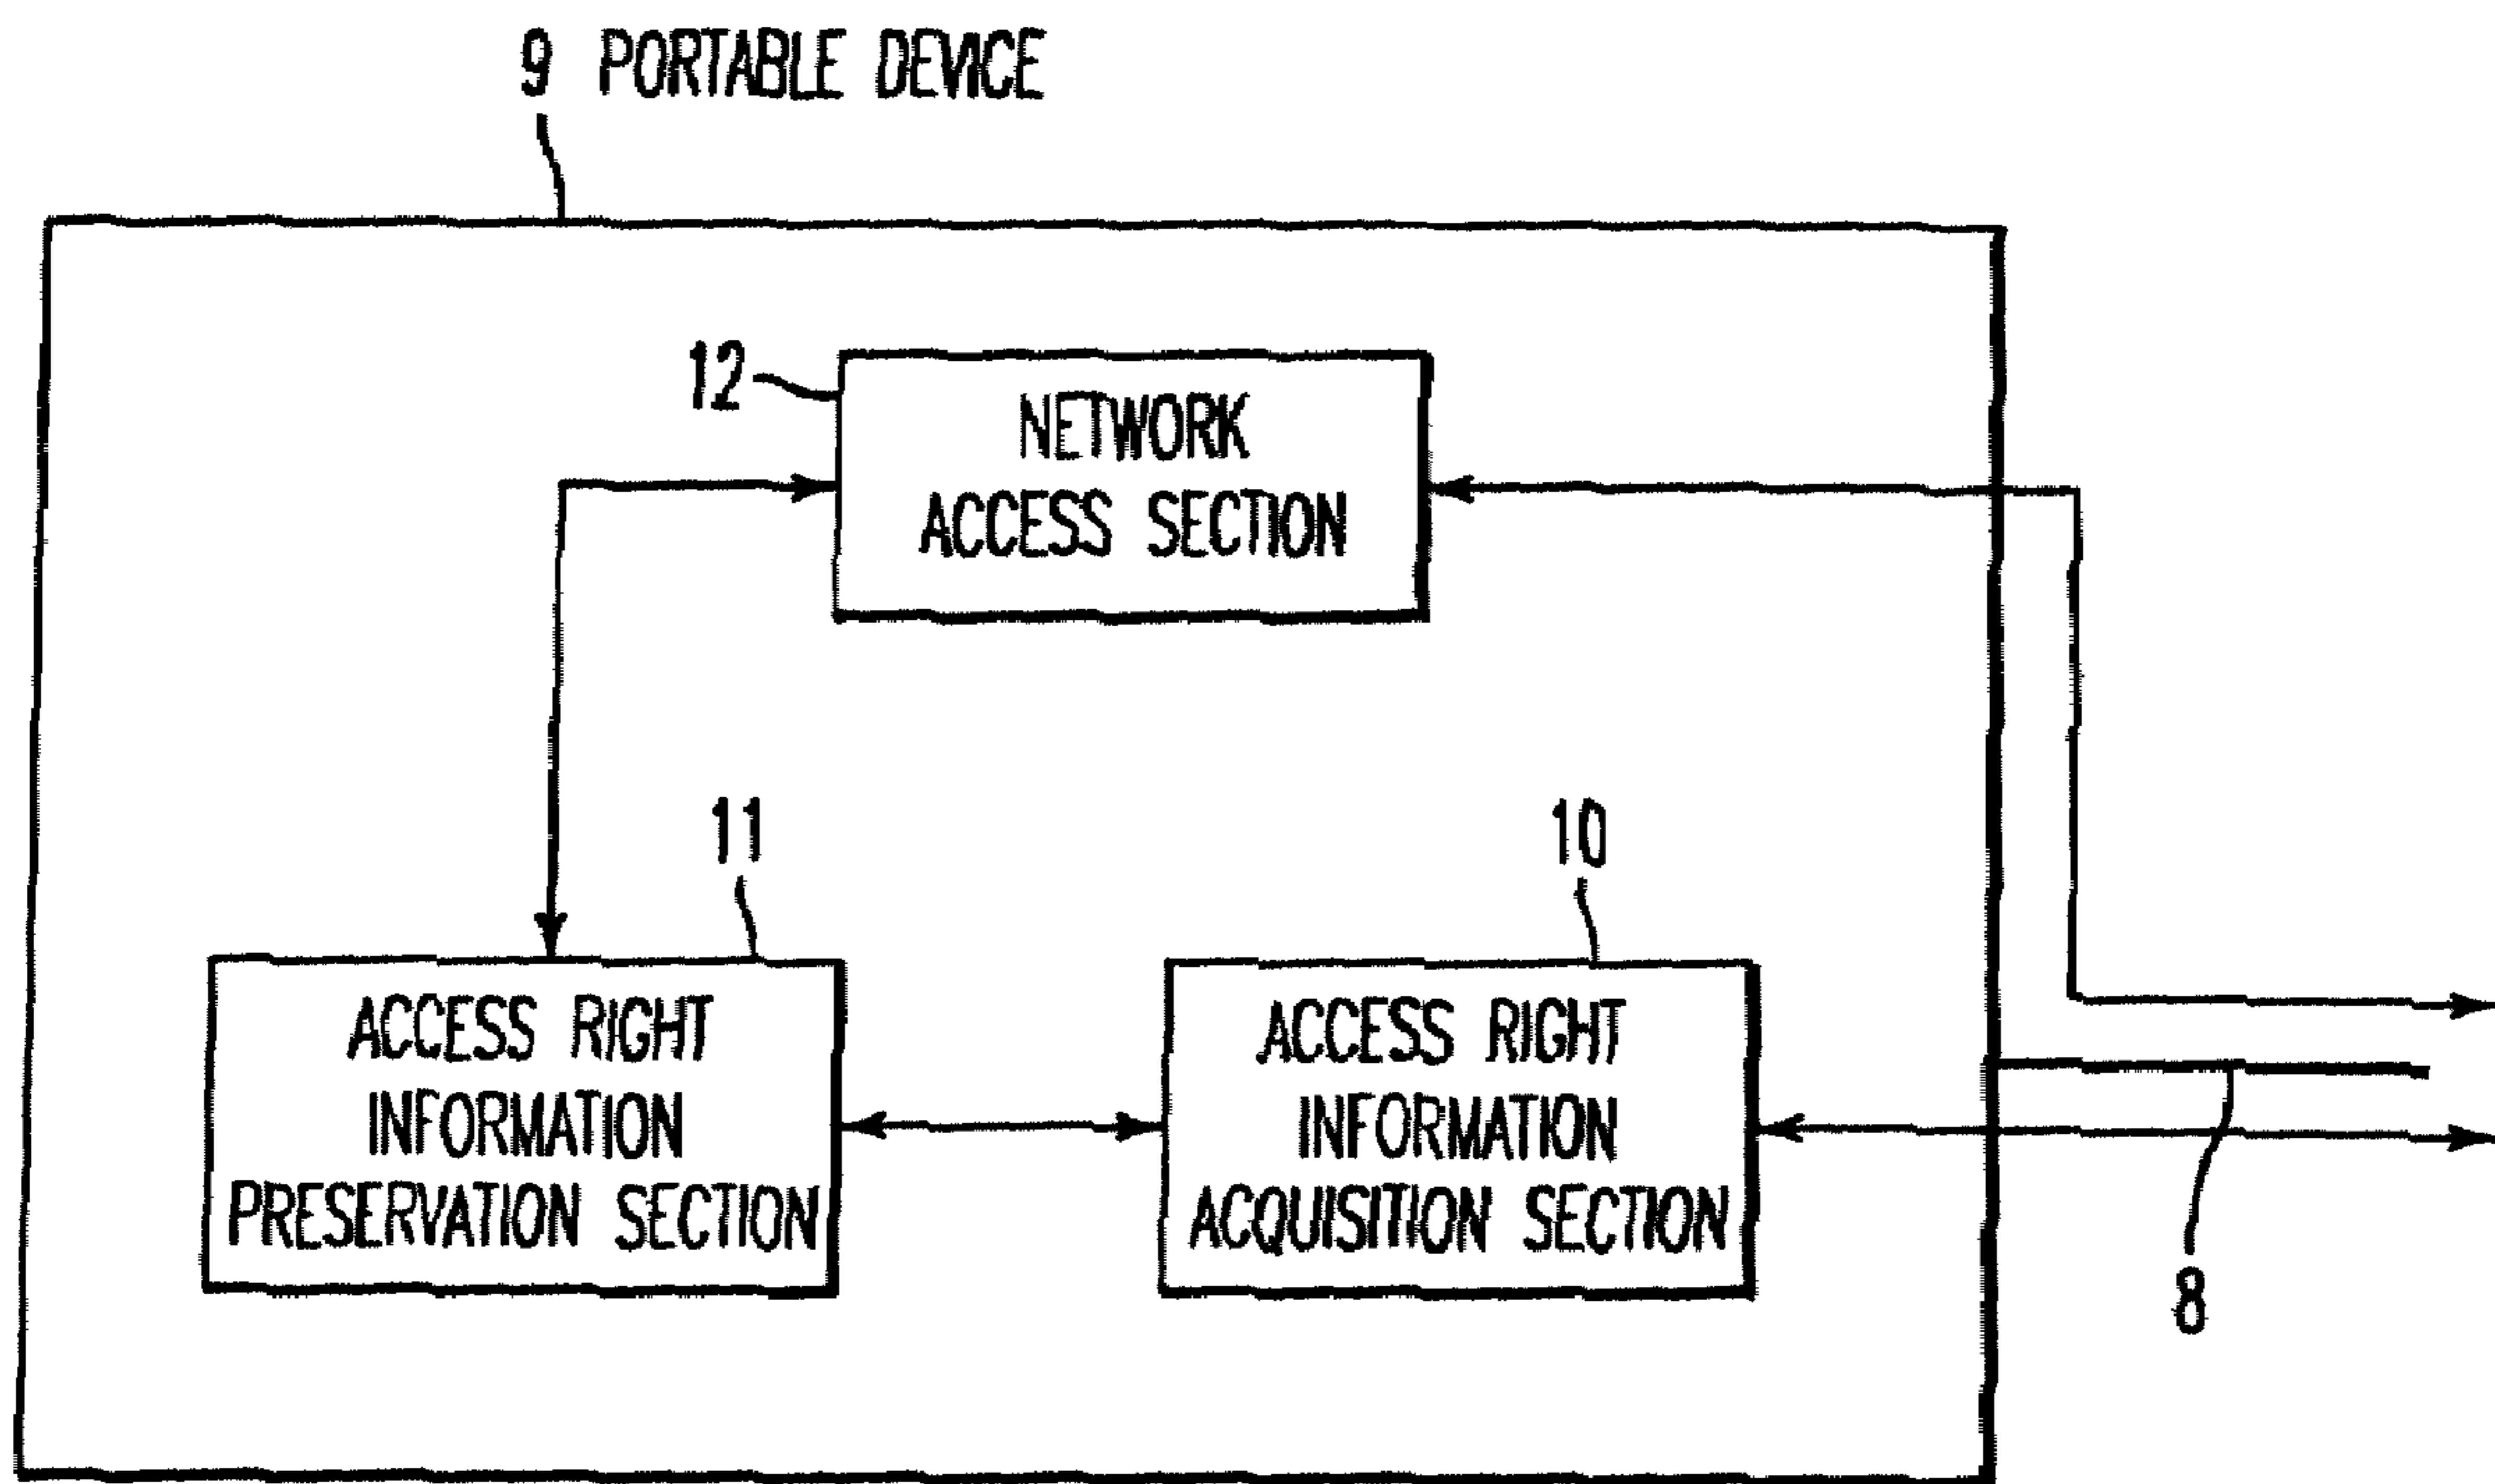 9 PORTABLE DEVICE
12
NETWORK
ACCESS SECTION
11
ACCESS RIGHT
INFORMATION
PRESERVATION SECTION
10
ACCESS RIGHT
INFORMATION
ACQUISITION SECTION
8